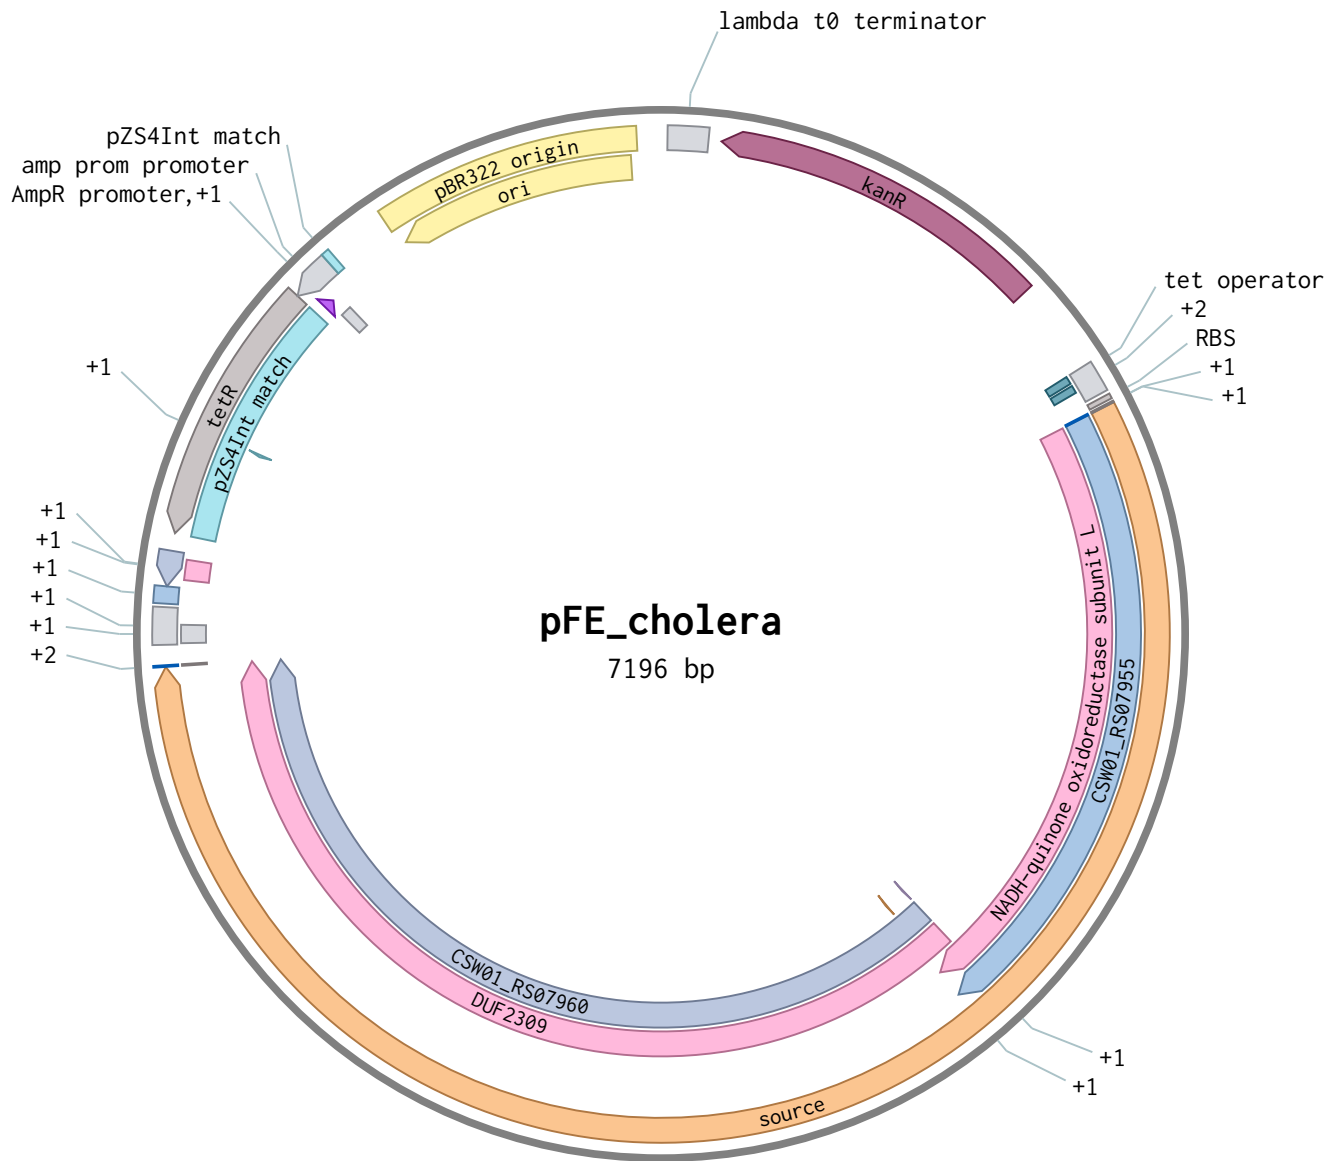 lambda t0 terminator
pZS4Int match
amp prom promoter
AmpR promoter,+1
pBR322 origin
ori
kanR
tet operator
+2
RBS
+1
+1
+1
tetR
pZS4Int match
+1
+1
+1
+1
+1
+2
pFE_cholera
7196 bp
NADH-quinone oxidoreductase subunit L
CSW01_RS07955
CSW01_RS07960
DUF2309
source
+1
+1